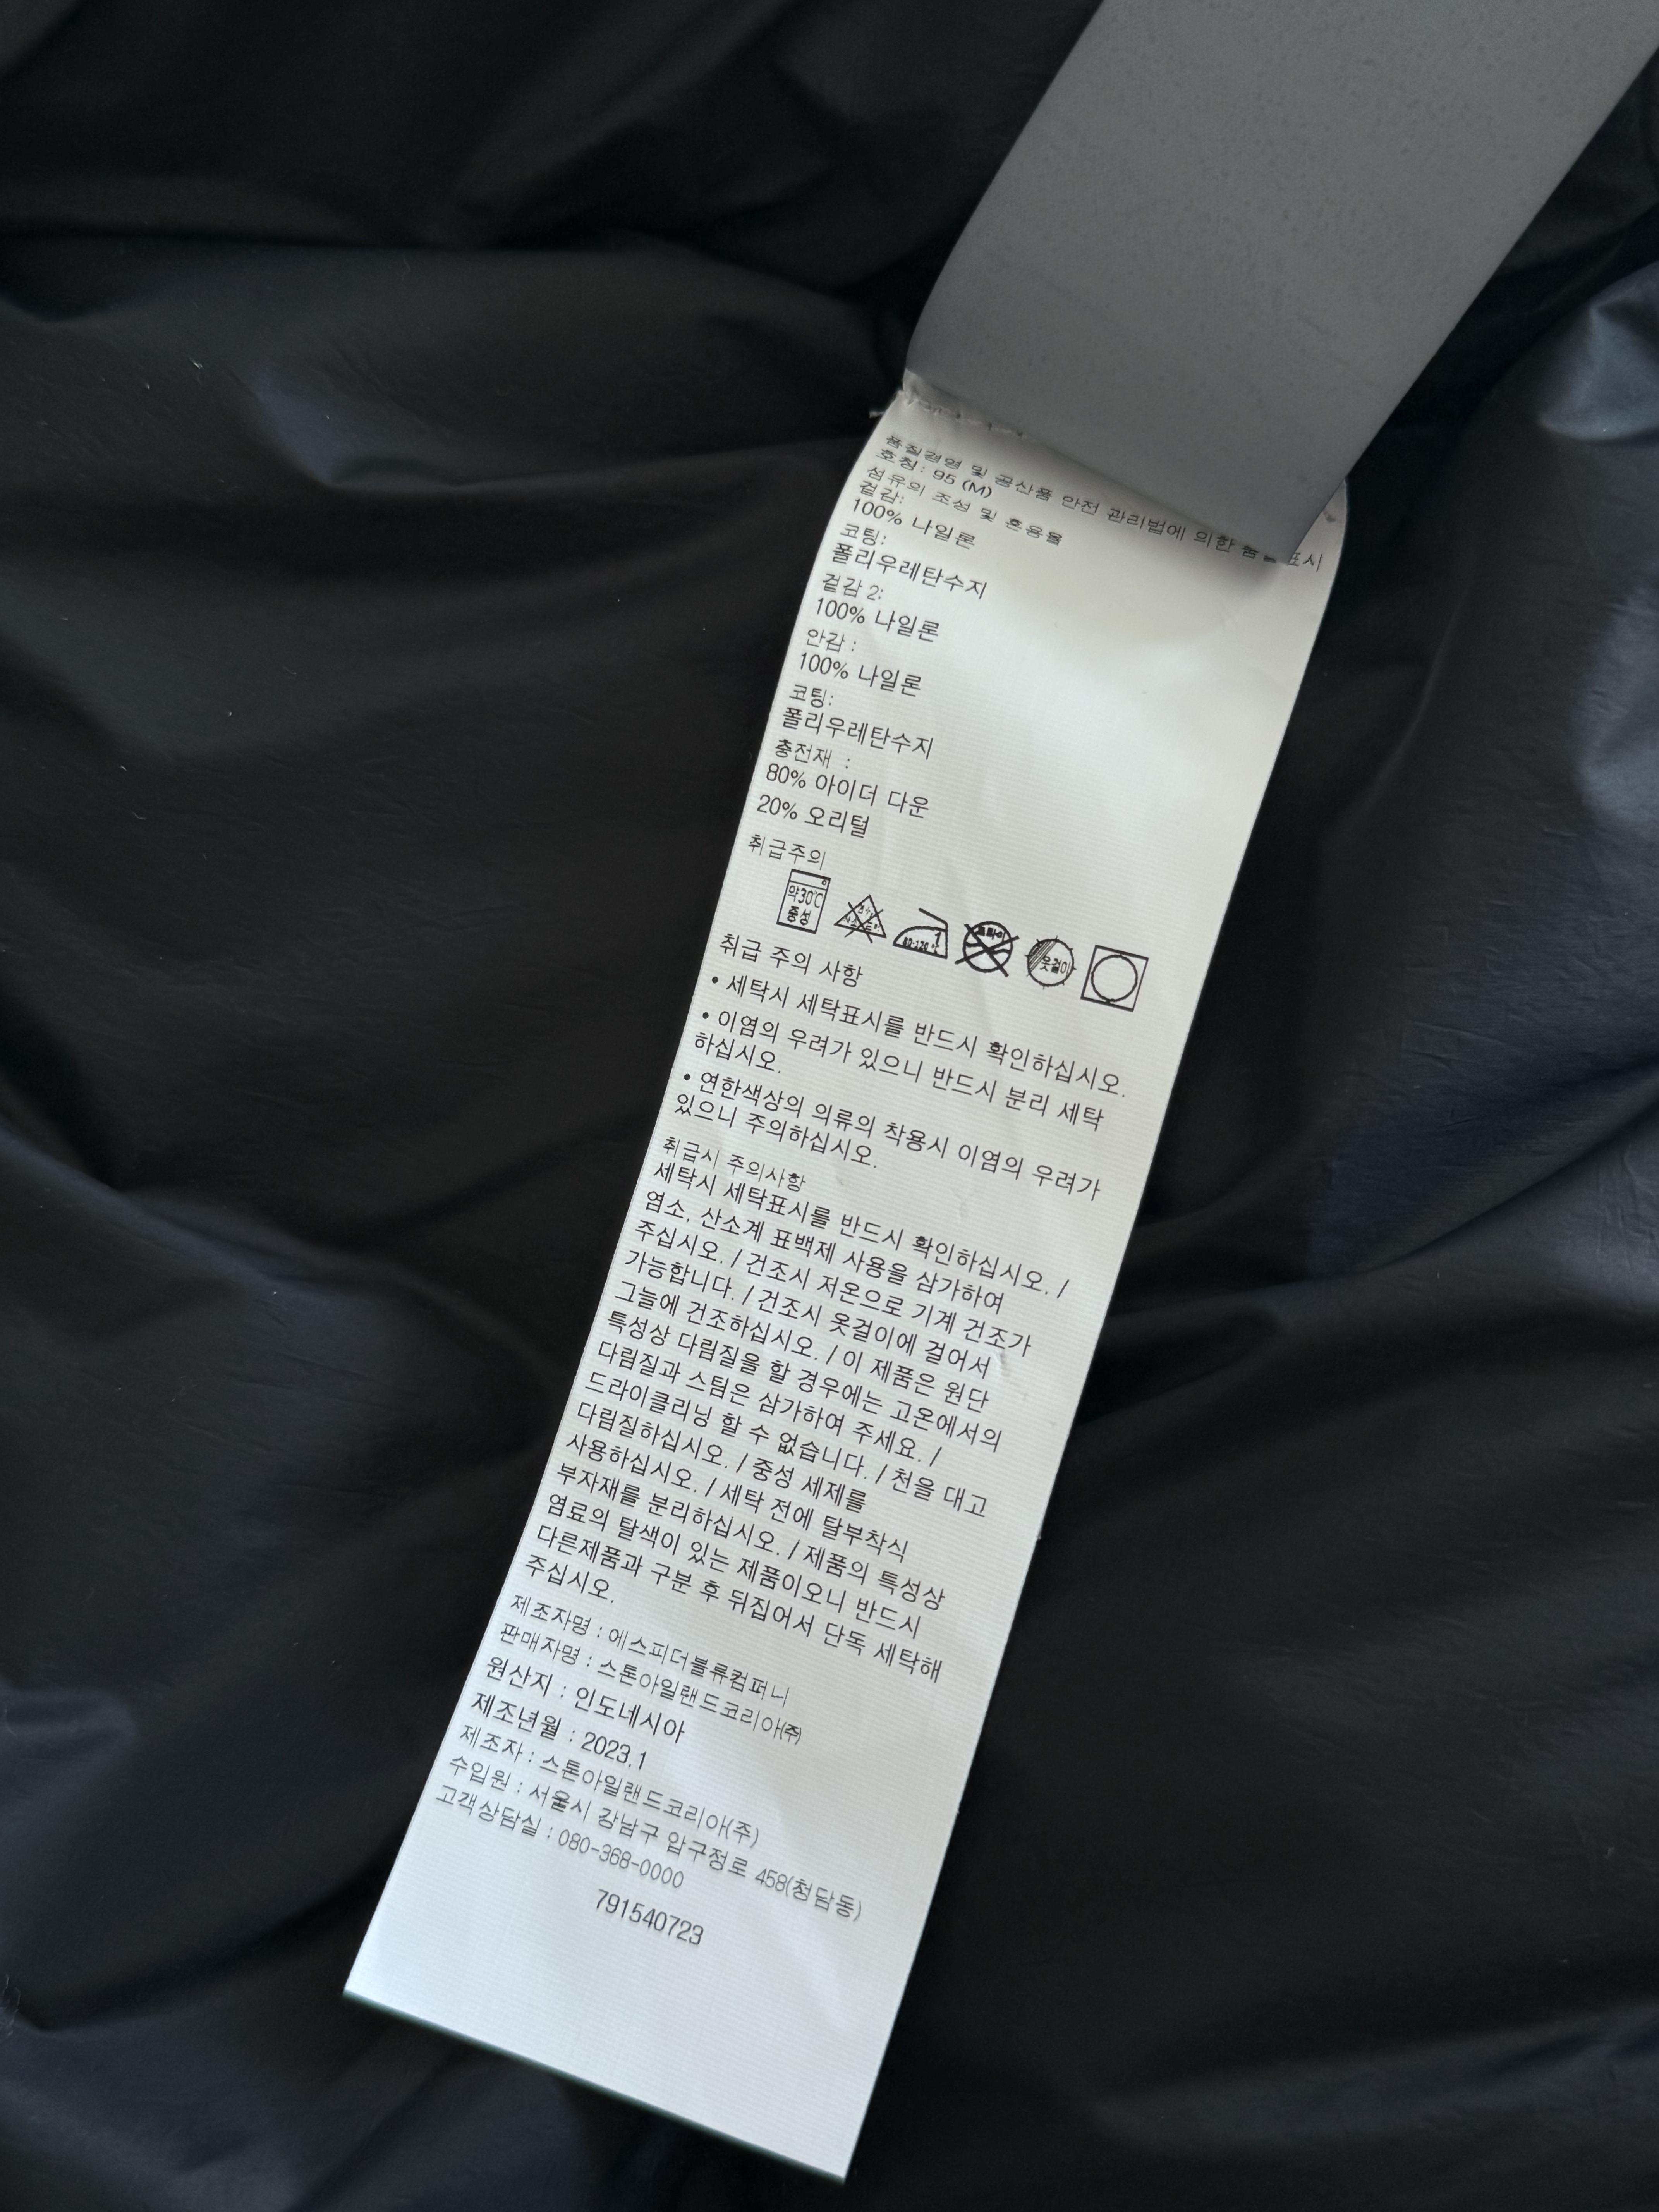 품질경영 및 공산품 안전 관리법에 의한 품질표시
호칭: 95 (M)
섬유의 조성 및 혼용율
겉감:
100% 나일론
코팅:
폴리우레탄수지
겉감 2:
100% 나일론
안감 :
100% 나일론
코팅:
폴리우레탄수지
충전재 :
80% 아이더 다운
20% 오리털
취급주의
약30℃
중성
80-120 ℃
드라이
옷걸이
취급 주의 사항
• 세탁시 세탁표시를 반드시 확인하십시오.
• 이염의 우려가 있으니 반드시 분리 세탁
하십시오.
• 연한색상의 의류의 착용시 이염의 우려가
있으니 주의하십시오.
취급시 주의사항
세탁시 세탁표시를 반드시 확인하십시오. /
염소, 산소계 표백제 사용을 삼가하여
주십시오. / 건조시 저온으로 기계 건조가
가능합니다. / 건조시 옷걸이에 걸어서
그늘에 건조하십시오. / 이 제품은 원단
특성상 다림질을 할 경우에는 고온에서의
다림질과 스팀은 삼가하여 주세요. /
드라이클리닝 할 수 없습니다. / 천을 대고
다림질하십시오. / 중성 세제를
사용하십시오. / 세탁 전에 탈부착식
부자재를 분리하십시오. / 제품의 특성상
염료의 탈색이 있는 제품이오니 반드시
다른제품과 구분 후 뒤집어서 단독 세탁해
주십시오.
제조자명 : 에스피더블류컴퍼니
판매자명 : 스톤아일랜드코리아㈜
원산지 : 인도네시아
제조년월 : 2023.1
제조자 : 스톤아일랜드코리아(주)
수입원 : 서울시 강남구 압구정로 458(청담동)
고객상담실 : 080-368-0000
791540723